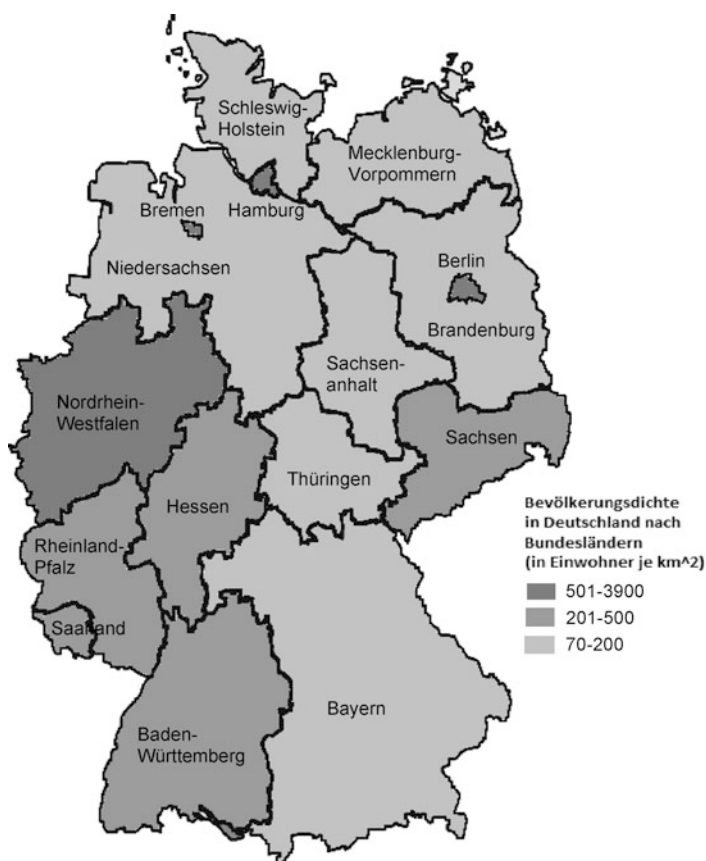 Schleswig-
Holstein
Mecklenburg-
Vorpommern
Bremen
Hamburg
Niedersachsen
Berlin
Brandenburg
Sachsen-
anhalt
Nordrhein-
Westfalen
Sachsen
Thüringen
Hessen
Rheinland-
Pfalz
Saarland
Bayern
Baden-
Württemberg
Bevölkerungsdichte
in Deutschland nach
Bundesländern
(in Einwohner je km^2)
501-3900
201-500
70-200